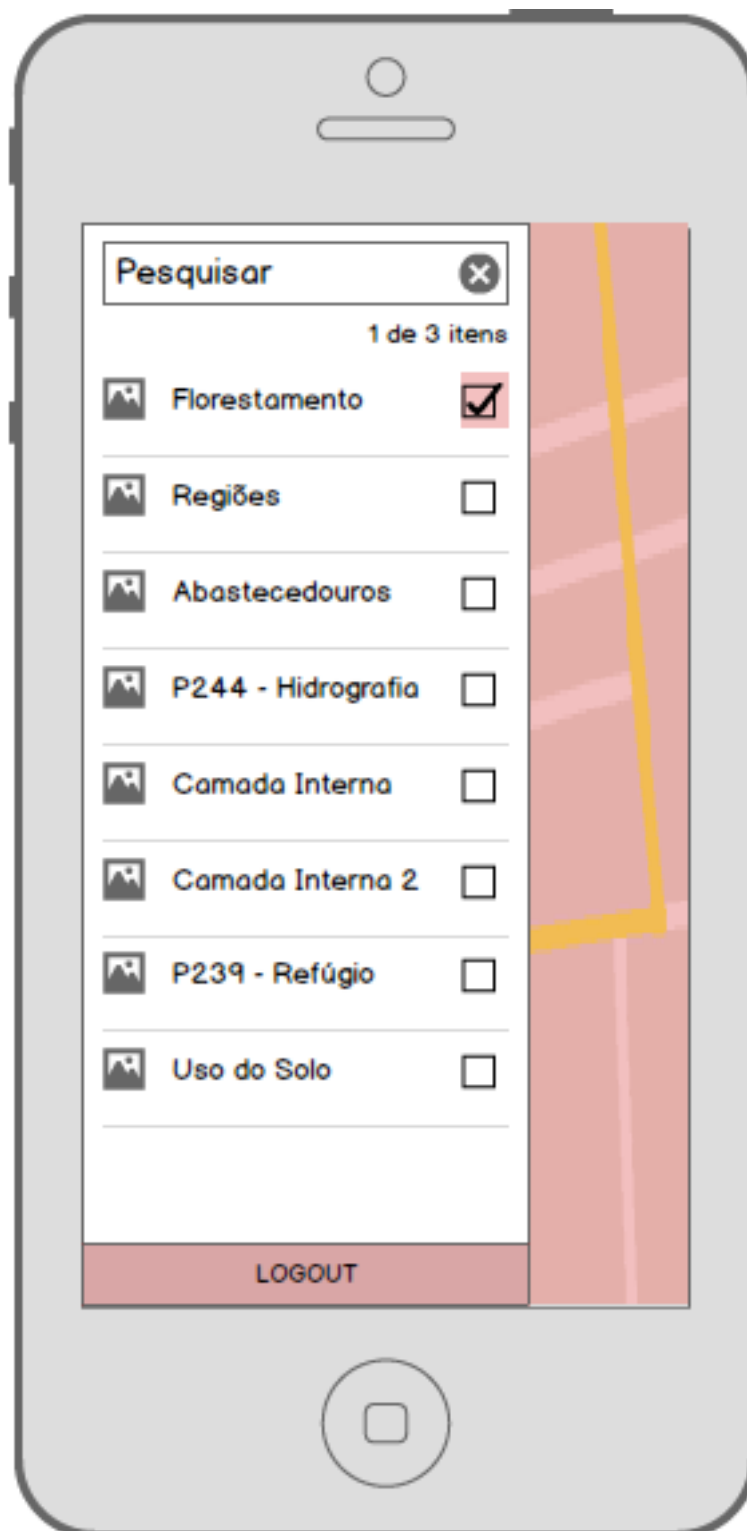 Pesquisar
1 de 3 itens
Florestamento
Regiões
Abastecedouros
P244 - Hidrografia
Camada Interna
Camada Interna 2
P239 - Refúgio
Uso do Solo
LOGOUT